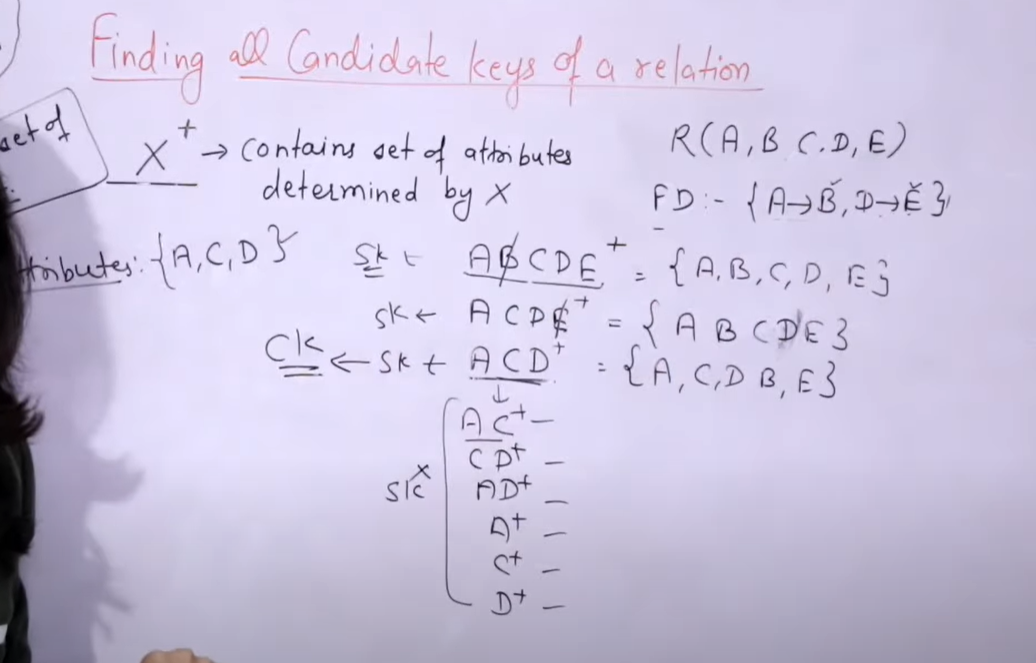 Finding all Candidate keys of a relation
set of
X⁺ → contains set of attributes
determined by X
R(A, B C. D, E)
FD :- {A→B, D→E}
tributes: {A, C, D}
Sk ← ABCDE⁺ = {A, B, C, D, E}
SK ← ACDE⁺ = {A B C D E}
CK ← SK ← ACD⁺ = {A, C, D B, E}
↓
AC⁺ –
CD⁺ –
SK x
AD⁺ –
A⁺ –
C⁺ –
D⁺ –